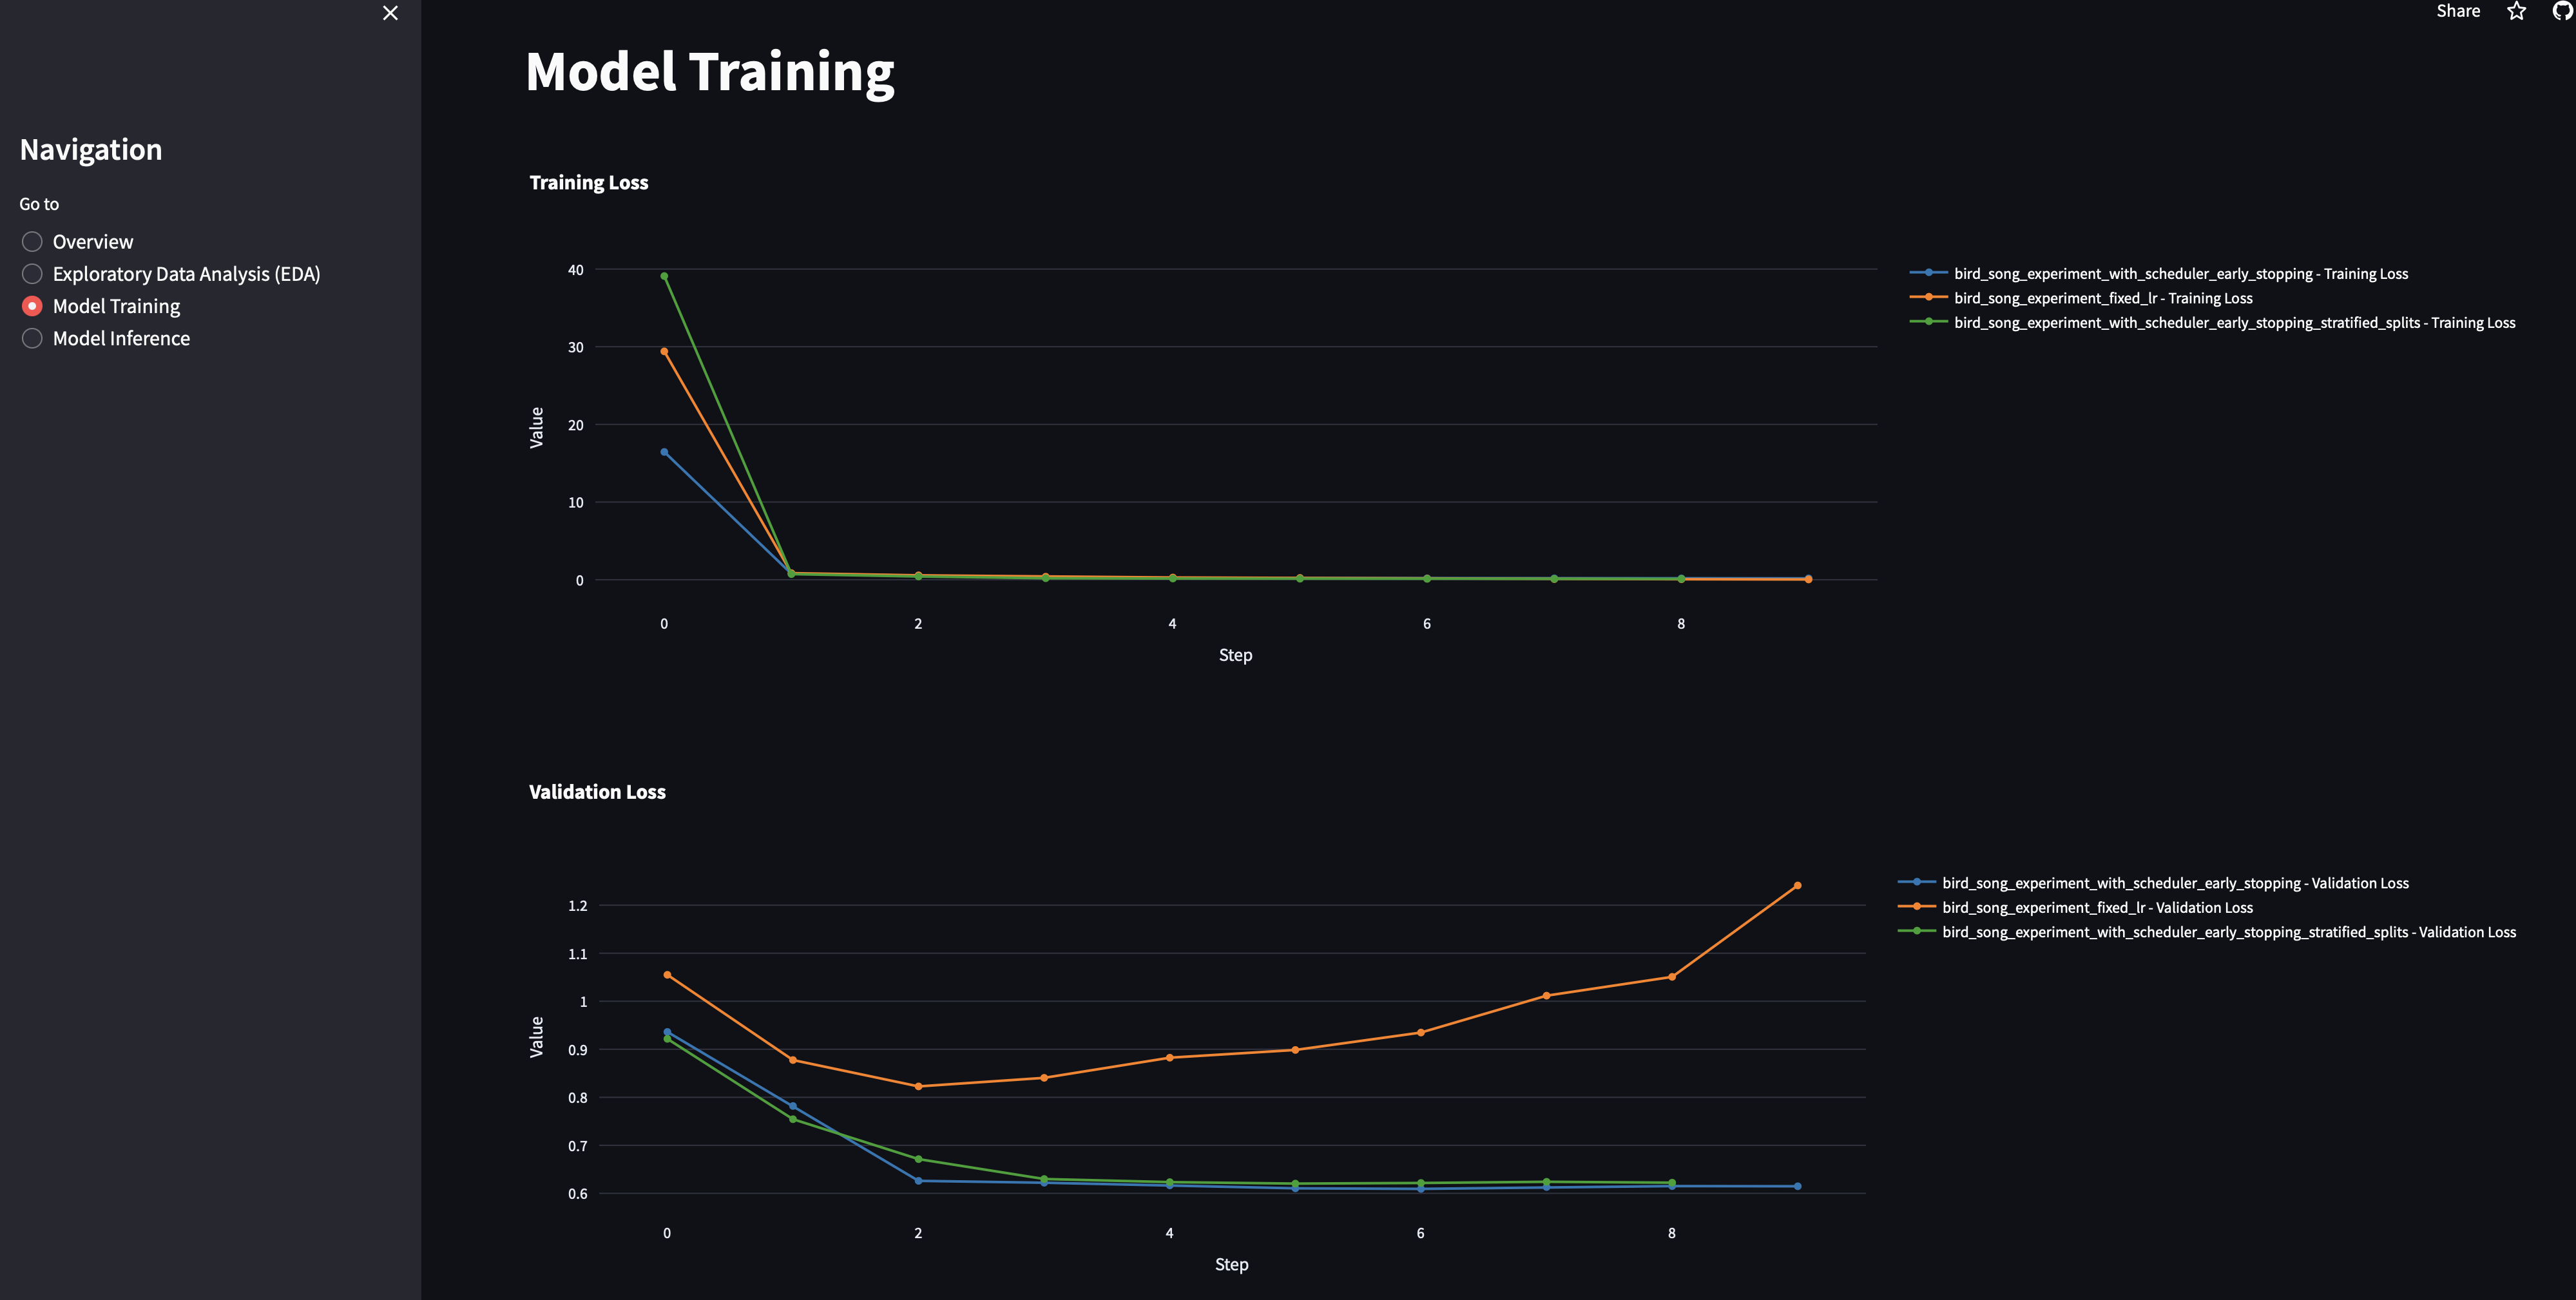 Share
Model Training
Navigation
Go to
Overview
Exploratory Data Analysis (EDA)
Model Training
Model Inference
Training Loss
40
30
20
10
0
Value
0 2 4 6 8
Step
bird_song_experiment_with_scheduler_early_stopping - Training Loss
bird_song_experiment_fixed_lr - Training Loss
bird_song_experiment_with_scheduler_early_stopping_stratified_splits - Training Loss
Validation Loss
1.2
1.1
1
0.9
0.8
0.7
0.6
Value
0 2 4 6 8
Step
bird_song_experiment_with_scheduler_early_stopping - Validation Loss
bird_song_experiment_fixed_lr - Validation Loss
bird_song_experiment_with_scheduler_early_stopping_stratified_splits - Validation Loss